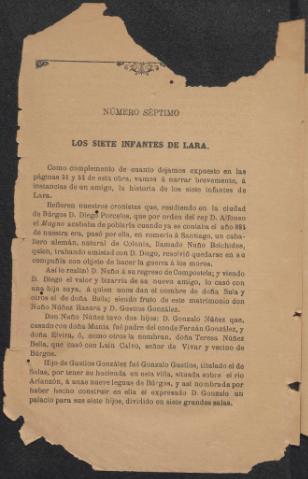 NÚMERO SÉPTIMO
LOS SIETE INFANTES DE LARA.
Como complemento de cuanto dejamos expuesto en las
páginas 51 y 52 de esta obra, vamos á narrar brevemente, á
instancias de un amigo, la historia de los siete infantes de
Lara.
Refieren nuestros cronistas que, residiendo en la ciudad
de Búrgos D. Diego Porcelos, que por orden del rey D. Alfonso
el Magno acababa de poblarla cuando ya se contaba el año 884
de nuestra era, pasó por ella, en romería á Santiago, un caba-
llero alemán, natural de Colonia, llamado Nuño Belchides,
quien, trabando amistad con D. Diego, resolvió quedarse en su
compañía con objeto de hacer la guerra á los moros.
Así lo realizó D. Nuño á su regreso de Compostela; y viendo
D. Diego el valor y bizarría de su nuevo amigo, lo casó con
una hija suya, á quien unos dan el nombre de doña Sula y
otros el de doña Bella; siendo fruto de este matrimonio don
Nuño Núñez Rasura y D. Gustios González.
Don Nuño Núñez tuvo dos hijos: D. Gonzalo Núñez que,
casado con doña Munia fué padre del conde Fernán González, y
doña Elvira, ó como otros la nombran, doña Teresa Núñez
Bella, que casó con Laín Calvo, señor de Vivar y vecino de
Búrgos.
Hijo de Gustios González fué Gonzalo Gustios, titulado el de
Salas, por tener su hacienda en esta villa, situada sobre el río
Arlanzón, á unas nueve leguas de Búrgos, y así nombrada por
haber hecho construir en ella el expresado D. Gonzalo un
palacio para sus siete hijos, dividido en siete grandes salas.